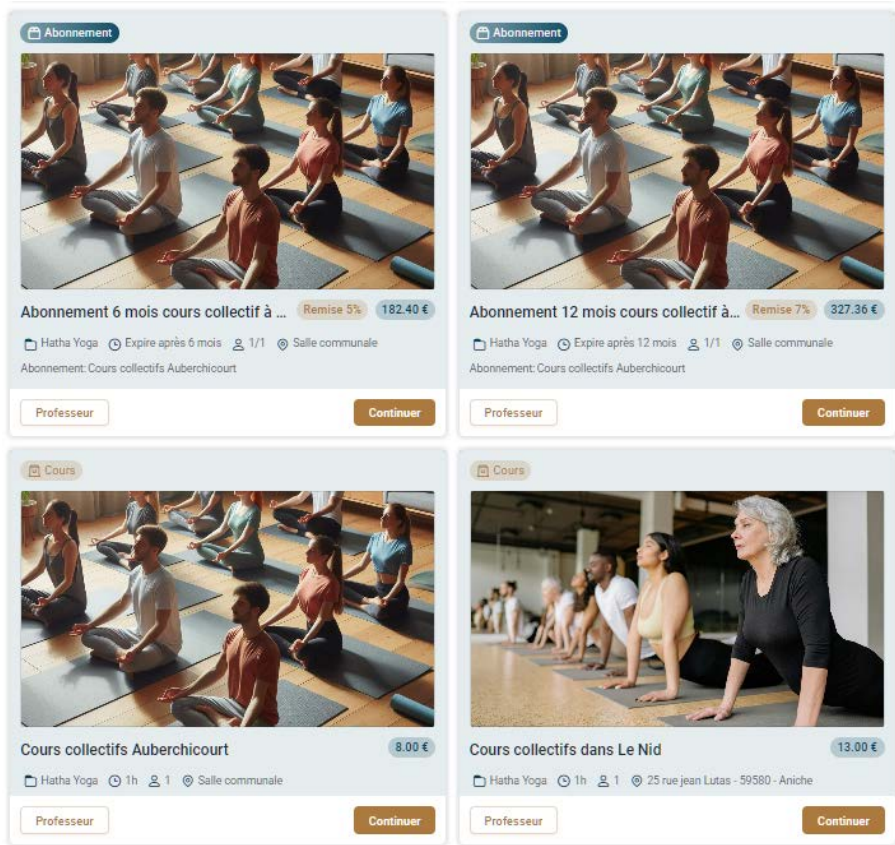 Abonnement
Abonnement 6 mois cours collectif à ... Remise 5% 182.40 €
Hatha Yoga Expire après 6 mois 1/1 Salle communale
Abonnement: Cours collectifs Auberchicourt
Professeur Continuer
Abonnement
Abonnement 12 mois cours collectif à... Remise 7% 327.36 €
Hatha Yoga Expire après 12 mois 1/1 Salle communale
Abonnement: Cours collectifs Auberchicourt
Professeur Continuer
Cours
Cours collectifs Auberchicourt 8.00 €
Hatha Yoga 1h 1 Salle communale
Professeur Continuer
Cours
Cours collectifs dans Le Nid 13.00 €
Hatha Yoga 1h 1 25 rue jean Lutas - 59580 - Aniche
Professeur Continuer